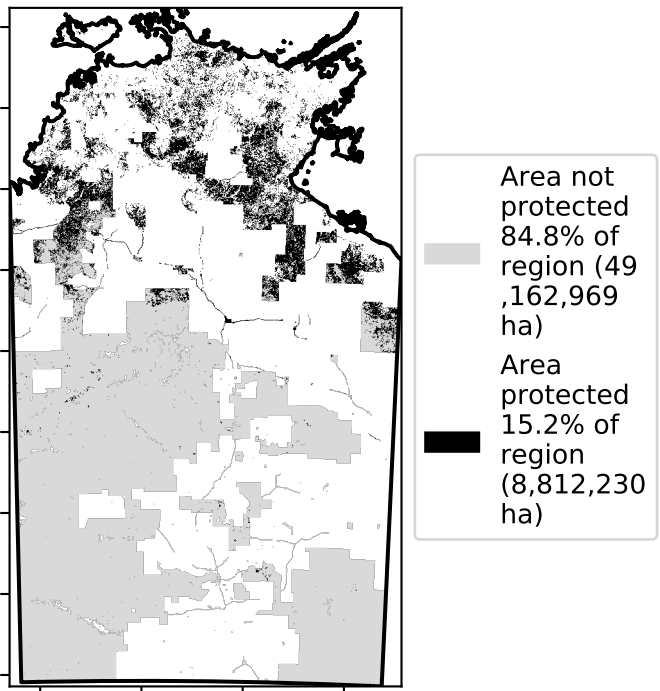 Area not
protected
84.8% of
region (49
,162,969
ha)
Area
protected
15.2% of
region
(8,812,230
ha)